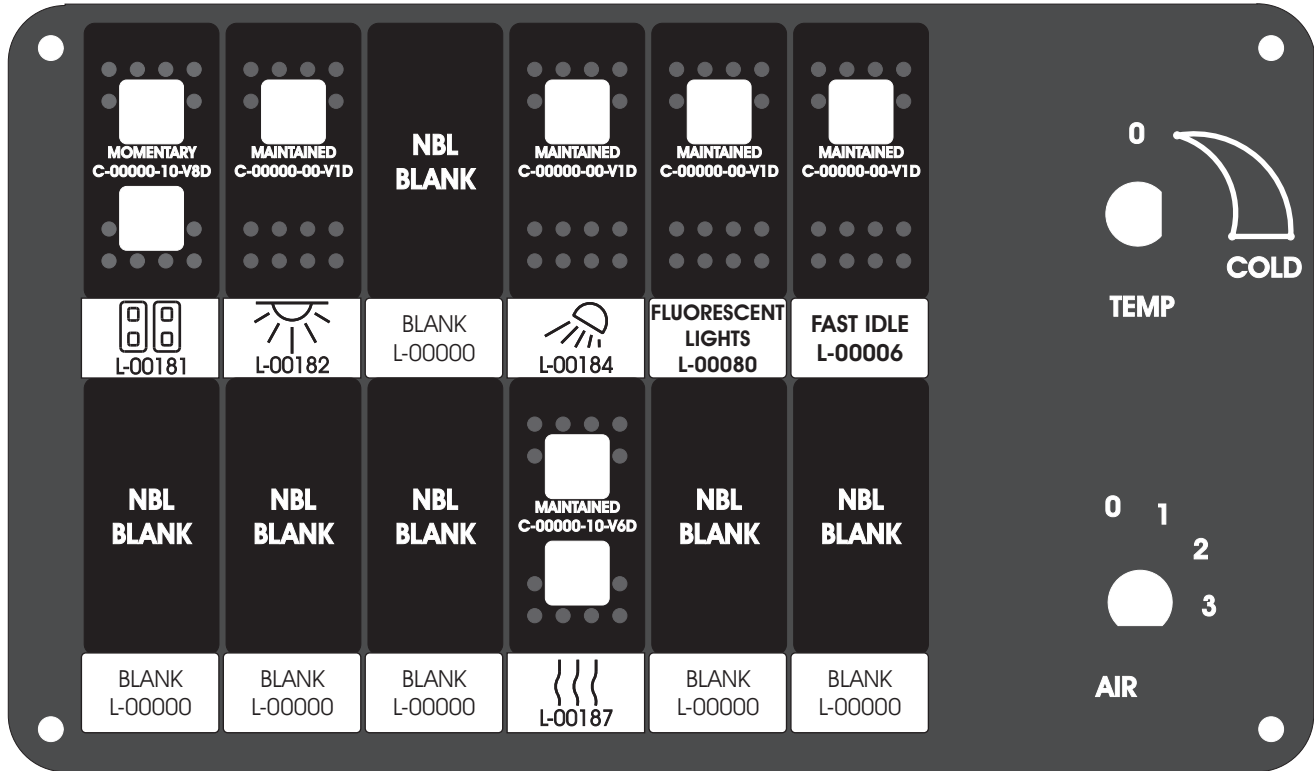 MOMENTARY
C-00000-10-V8D
MAINTAINED
C-00000-00-V1D
NBL
BLANK
MAINTAINED
C-00000-00-V1D
MAINTAINED
C-00000-00-V1D
MAINTAINED
C-00000-00-V1D
L-00181
L-00182
BLANK
L-00000
L-00184
FLUORESCENT
LIGHTS
L-00080
FAST IDLE
L-00006
0
COLD
TEMP
NBL
BLANK
NBL
BLANK
NBL
BLANK
MAINTAINED
C-00000-10-V6D
NBL
BLANK
NBL
BLANK
BLANK
L-00000
BLANK
L-00000
BLANK
L-00000
L-00187
BLANK
L-00000
BLANK
L-00000
0
1
2
3
AIR